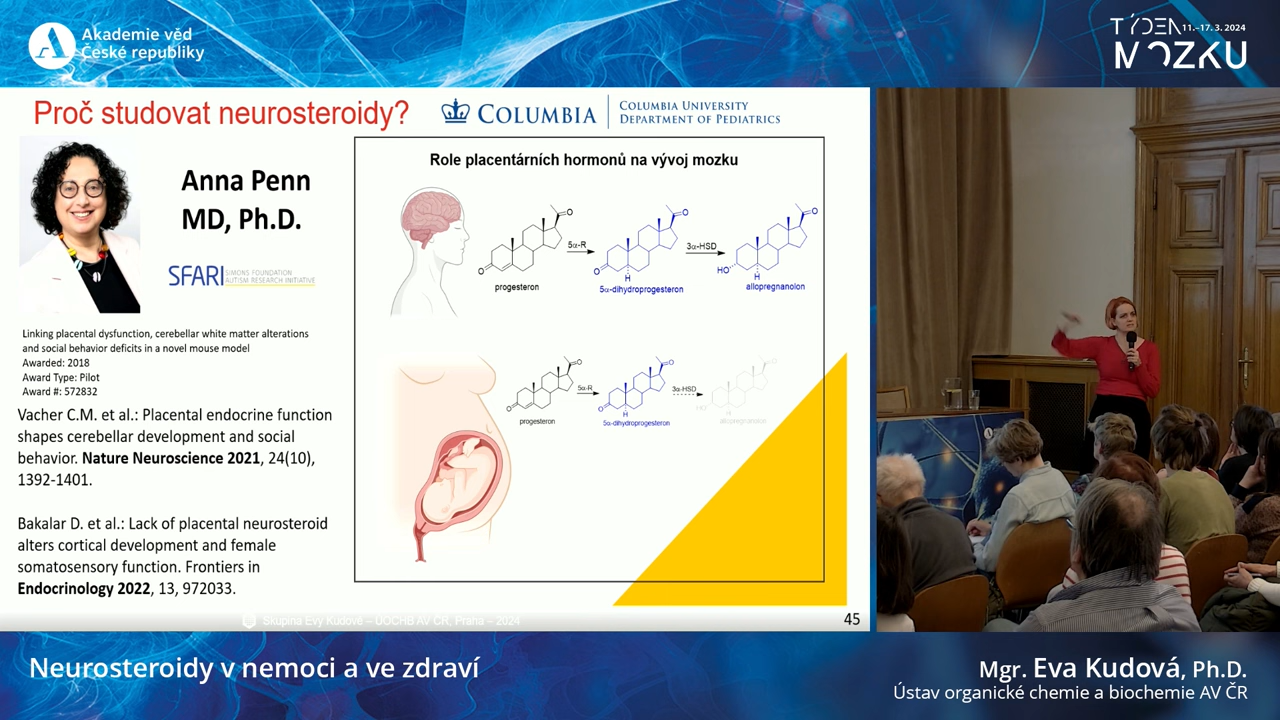 Akademie věd
České republiky
TÝDEN 11.–17. 3. 2024
MOZKU
Proč studovat neurosteroidy?
COLUMBIA
COLUMBIA UNIVERSITY
DEPARTMENT OF PEDIATRICS
Anna Penn
MD, Ph.D.
SFARI SIMONS FOUNDATION
AUTISM RESEARCH INITIATIVE
Linking placental dysfunction, cerebellar white matter alterations
and social behavior deficits in a novel mouse model
Awarded: 2018
Award Type: Pilot
Award #: 572832
Vacher C.M. et al.: Placental endocrine function
shapes cerebellar development and social
behavior. Nature Neuroscience 2021, 24(10),
1392-1401.
Bakalar D. et al.: Lack of placental neurosteroid
alters cortical development and female
somatosensory function. Frontiers in
Endocrinology 2022, 13, 972033.
Role placentárních hormonů na vývoj mozku
O
O
5α-R
O
O
H
3α-HSD
O
HO
H
progesteron
5α-dihydroprogesteron
allopregnanolon
O
O
5α-R
O
O
H
3α-HSD
O
HO
H
progesteron
5α-dihydroprogesteron
allopregnanolon
Skupina Evy Kudové – ÚOCHB AV ČR, Praha – 2024
45
Neurosteroidy v nemoci a ve zdraví
Mgr. Eva Kudová, Ph.D.
Ústav organické chemie a biochemie AV ČR